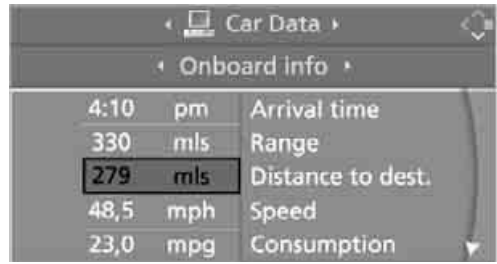 Car Data
Onboard info
4:10 pm Arrival time
330 mls Range
279 mls Distance to dest.
48,5 mph Speed
23,0 mpg Consumption